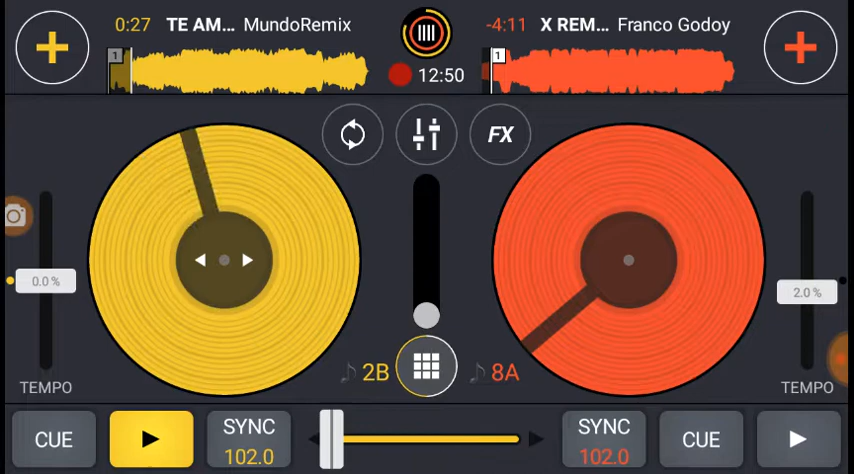 0:27 TE AM... MundoRemix
1
12:50
-4:11 X REM... Franco Godoy
1
FX
0.0 %
2.0 %
2B
8A
TEMPO
TEMPO
CUE
SYNC
102.0
SYNC
102.0
CUE